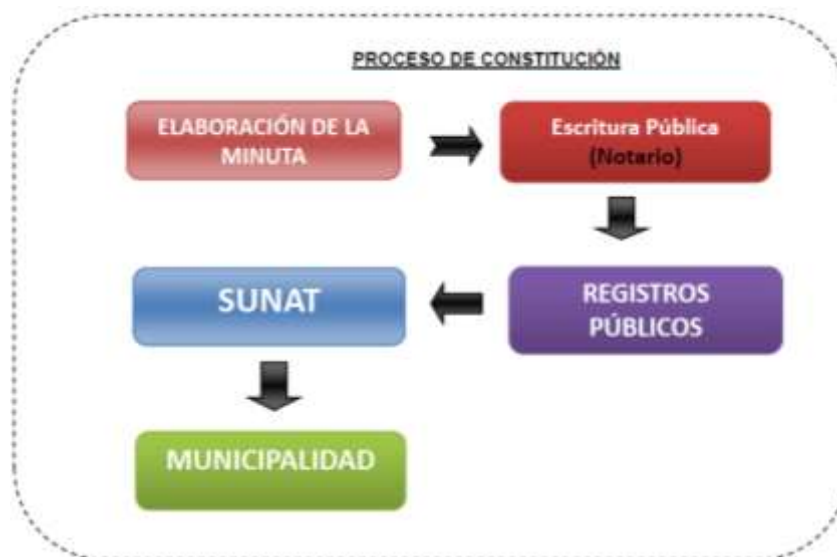 PROCESO DE CONSTITUCIÓN
ELABORACIÓN DE LA
MINUTA
Escritura Pública
(Notario)
REGISTROS
PÚBLICOS
SUNAT
MUNICIPALIDAD